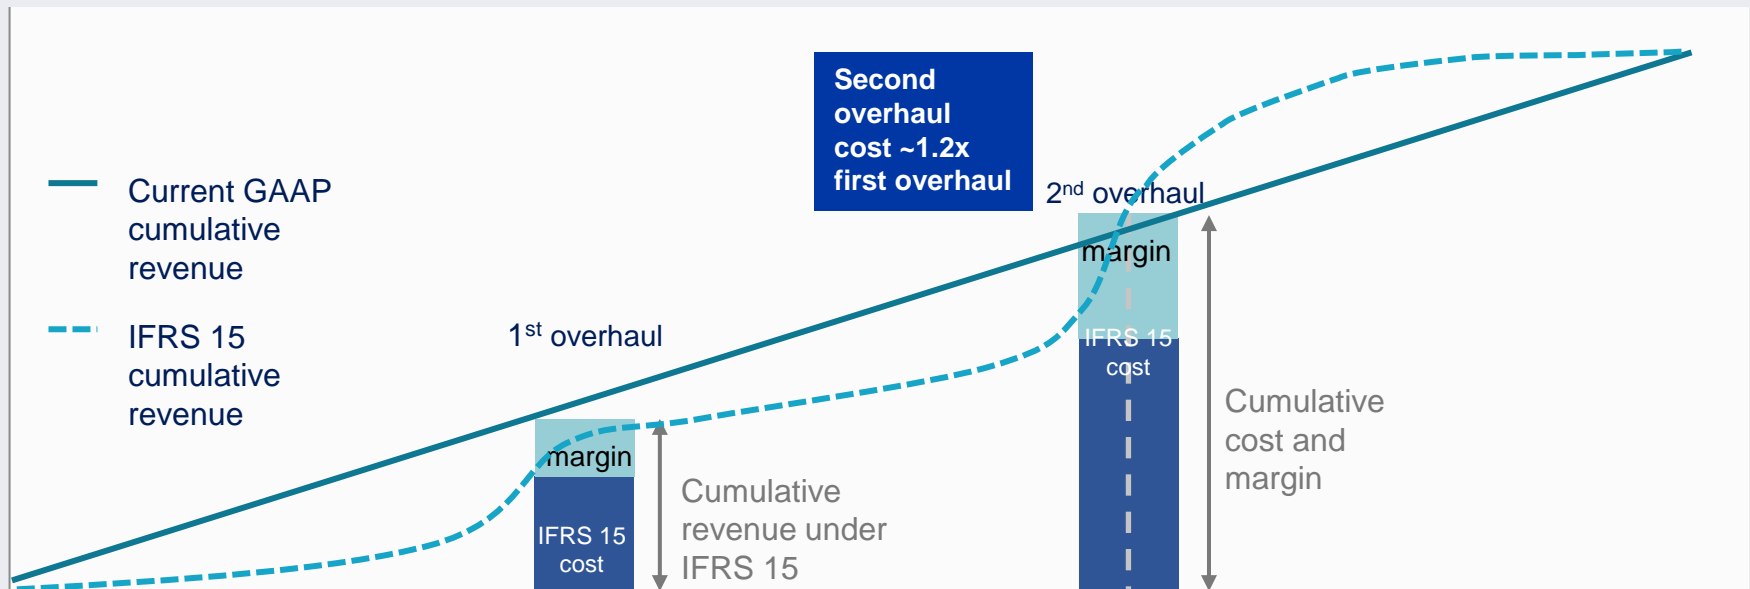 Second
overhaul
cost ~1.2x
first overhaul
2nd overhaul
Current GAAP
cumulative
revenue
margin
IFRS 15
cumulative
revenue
1st overhaul
IFRS 15
cost
Cumulative
cost and
margin
margin
Cumulative
revenue under
IFRS 15
IFRS 15
cost